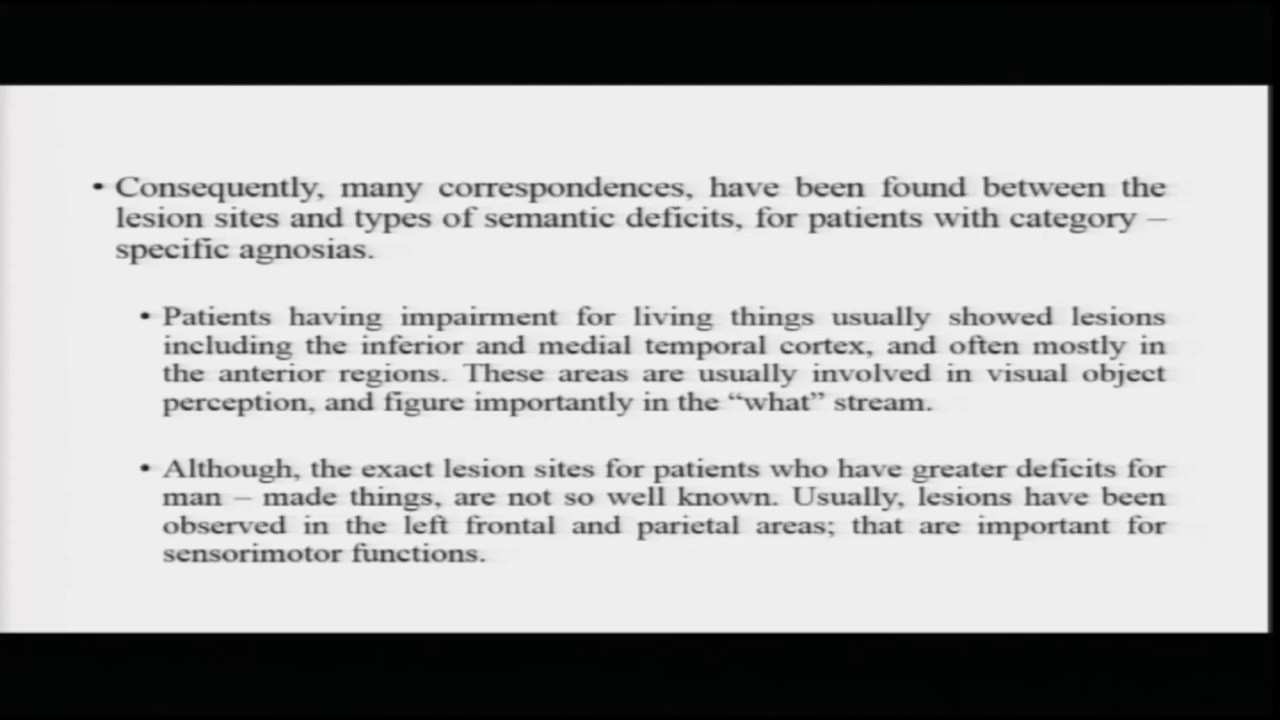 • Consequently, many correspondences, have been found between the
lesion sites and types of semantic deficits, for patients with category –
specific agnosias.
• Patients having impairment for living things usually showed lesions
including the inferior and medial temporal cortex, and often mostly in
the anterior regions. These areas are usually involved in visual object
perception, and figure importantly in the “what” stream.
• Although, the exact lesion sites for patients who have greater deficits for
man – made things, are not so well known. Usually, lesions have been
observed in the left frontal and parietal areas; that are important for
sensorimotor functions.